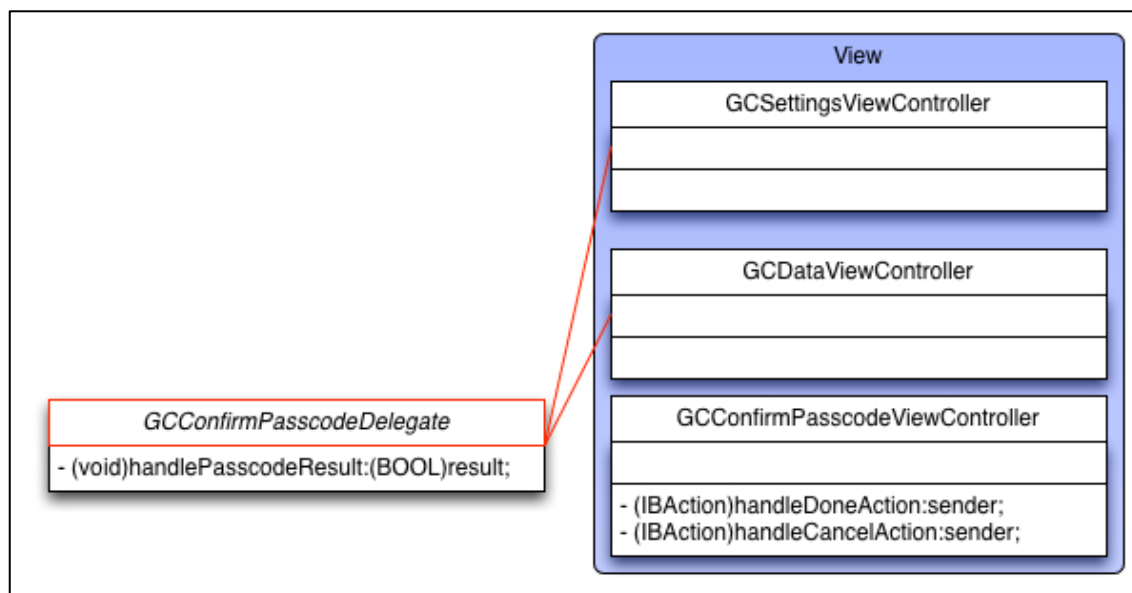 View
GCSettingsViewController
GCDataViewController
GCConfirmPasscodeDelegate
- (void)handlePasscodeResult:(BOOL)result;
GCConfirmPasscodeViewController
- (IBAction)handleDoneAction:sender;
- (IBAction)handleCancelAction:sender;